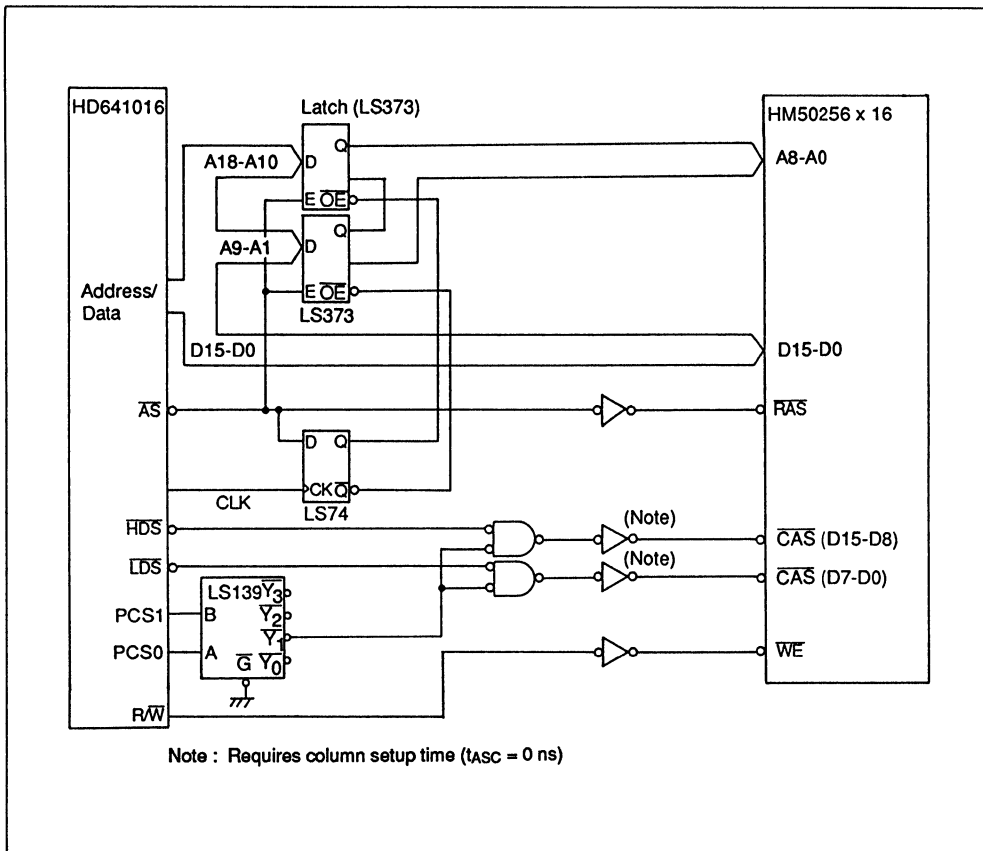 HD641016
Latch (LS373)
HM50256 x 16
Q
A18-A10
D
A8-A0
E OE
Q
A9-A1
D
Address/
Data
E OE
LS373
D15-D0
D15-D0
AS
RAS
D Q
CK Q
CLK
LS74
HDS
(Note)
CAS (D15-D8)
LDS
(Note)
CAS (D7-D0)
LS139 Y3
PCS1
B
Y2
Y1
PCS0
A
G Y0
WE
R/W
Note : Requires column setup time (tASC = 0 ns)